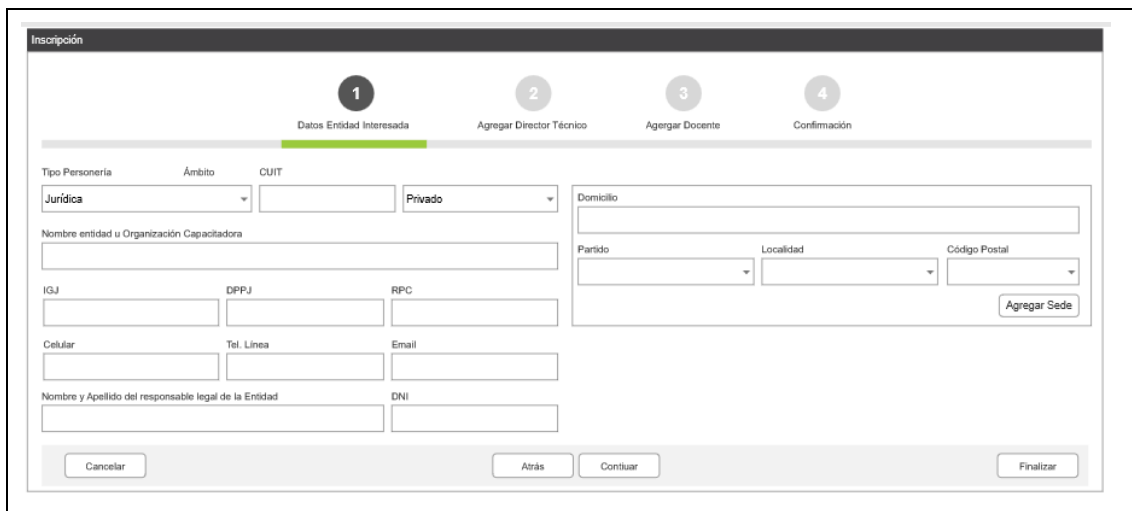 Inscripción
1 2 3 4
Datos Entidad Interesada Agregar Director Técnico Agergar Docente Confirmación
Tipo Personería Ámbito CUIT
Jurídica Privado
Nombre entidad u Organización Capacitadora
IGJ DPPJ RPC
Celular Tel. Línea Email
Nombre y Apellido del responsable legal de la Entidad DNI
Domicilio
Partido Localidad Código Postal
Agregar Sede
Cancelar Atrás Contiuar Finalizar